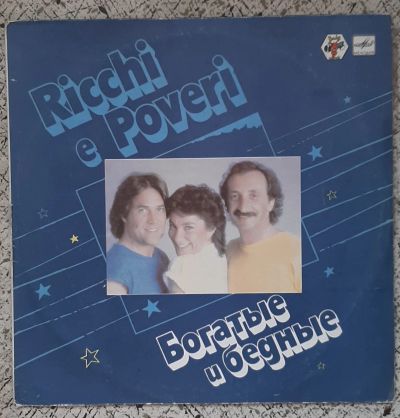 Ricchi
e Poveri
Богатые
и бедные